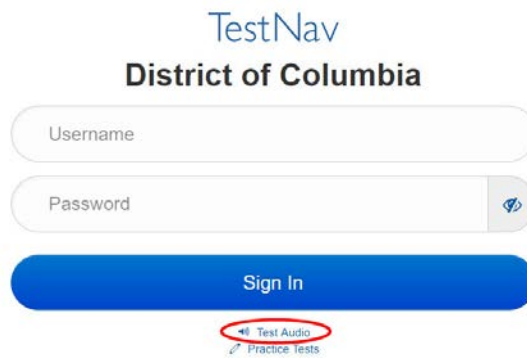 TestNav
District of Columbia
Username
Password
Sign In
Test Audio
Practice Tests